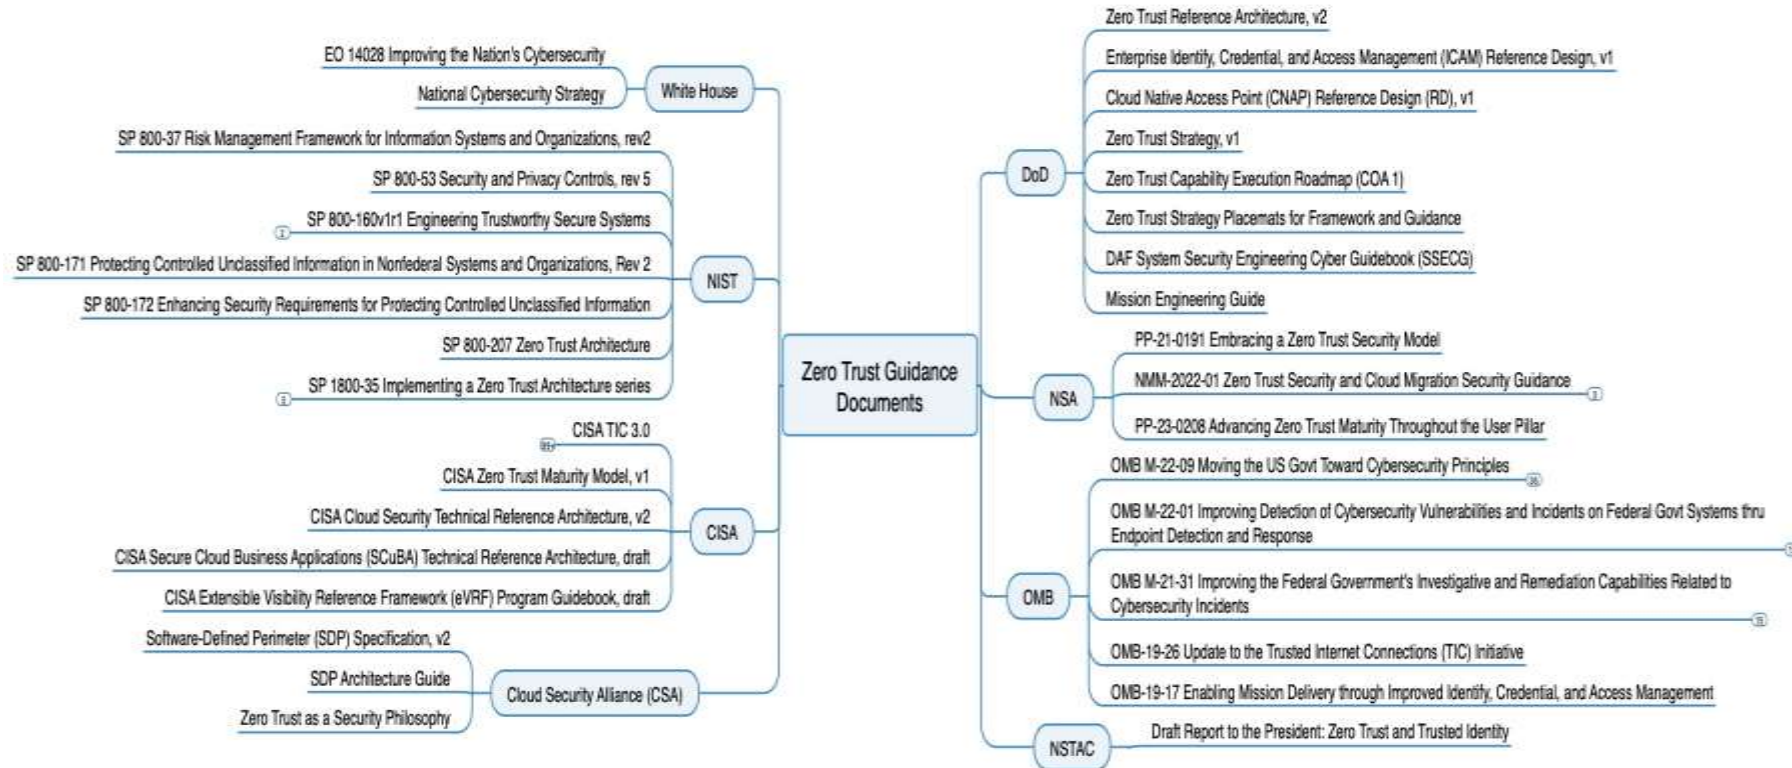 Zero Trust Guidance
Documents
White House
EO 14028 Improving the Nation's Cybersecurity
National Cybersecurity Strategy
NIST
SP 800-37 Risk Management Framework for Information Systems and Organizations, rev2
SP 800-53 Security and Privacy Controls, rev 5
SP 800-160v1r1 Engineering Trustworthy Secure Systems
SP 800-171 Protecting Controlled Unclassified Information in Nonfederal Systems and Organizations, Rev 2
SP 800-172 Enhancing Security Requirements for Protecting Controlled Unclassified Information
SP 800-207 Zero Trust Architecture
SP 1800-35 Implementing a Zero Trust Architecture series
CISA
CISA TIC 3.0
CISA Zero Trust Maturity Model, v1
CISA Cloud Security Technical Reference Architecture, v2
CISA Secure Cloud Business Applications (SCuBA) Technical Reference Architecture, draft
CISA Extensible Visibility Reference Framework (eVRF) Program Guidebook, draft
Cloud Security Alliance (CSA)
Software-Defined Perimeter (SDP) Specification, v2
SDP Architecture Guide
Zero Trust as a Security Philosophy
DoD
Zero Trust Reference Architecture, v2
Enterprise Identify, Credential, and Access Management (ICAM) Reference Design, v1
Cloud Native Access Point (CNAP) Reference Design (RD), v1
Zero Trust Strategy, v1
Zero Trust Capability Execution Roadmap (COA 1)
Zero Trust Strategy Placemats for Framework and Guidance
DAF System Security Engineering Cyber Guidebook (SSECG)
Mission Engineering Guide
NSA
PP-21-0191 Embracing a Zero Trust Security Model
NMM-2022-01 Zero Trust Security and Cloud Migration Security Guidance
PP-23-0208 Advancing Zero Trust Maturity Throughout the User Pillar
OMB
OMB M-22-09 Moving the US Govt Toward Cybersecurity Principles
OMB M-22-01 Improving Detection of Cybersecurity Vulnerabilities and Incidents on Federal Govt Systems thru
Endpoint Detection and Response
OMB M-21-31 Improving the Federal Government's Investigative and Remediation Capabilities Related to
Cybersecurity Incidents
OMB-19-26 Update to the Trusted Internet Connections (TIC) Initiative
OMB-19-17 Enabling Mission Delivery through Improved Identify, Credential, and Access Management
NSTAC
Draft Report to the President: Zero Trust and Trusted Identity